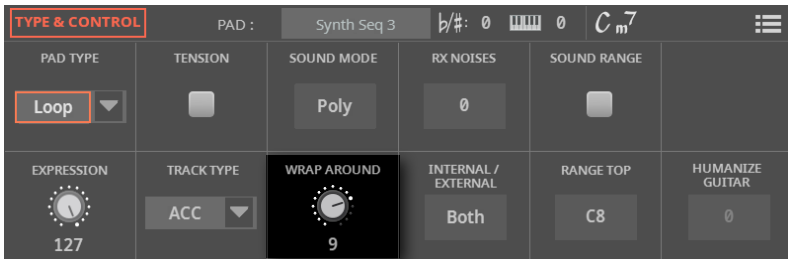 TYPE & CONTROL PAD : Synth Seq 3 ♭/#: 0 0 Cm7
PAD TYPE TENSION SOUND MODE RX NOISES SOUND RANGE
Loop Poly 0
EXPRESSION TRACK TYPE WRAP AROUND INTERNAL / EXTERNAL RANGE TOP HUMANIZE GUITAR
ACC Both C8 0
127 9